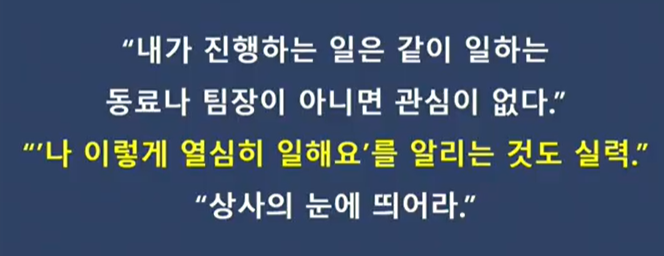 “내가 진행하는 일은 같이 일하는
동료나 팀장이 아니면 관심이 없다.”
“’나 이렇게 열심히 일해요’를 알리는 것도 실력.”
“상사의 눈에 띄어라.”